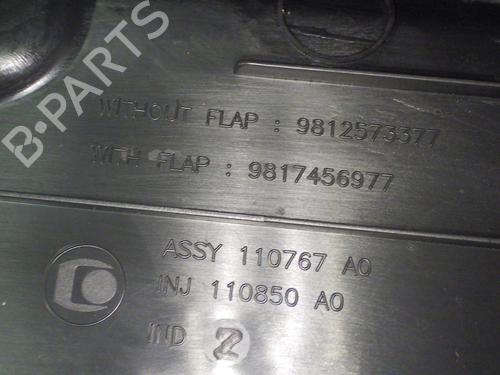 B-PARTS
WITHOUT FLAP : 9812573377
WITH FLAP : 9817456977
ASSY 110767 A0
INJ 110850 A0
IND 2